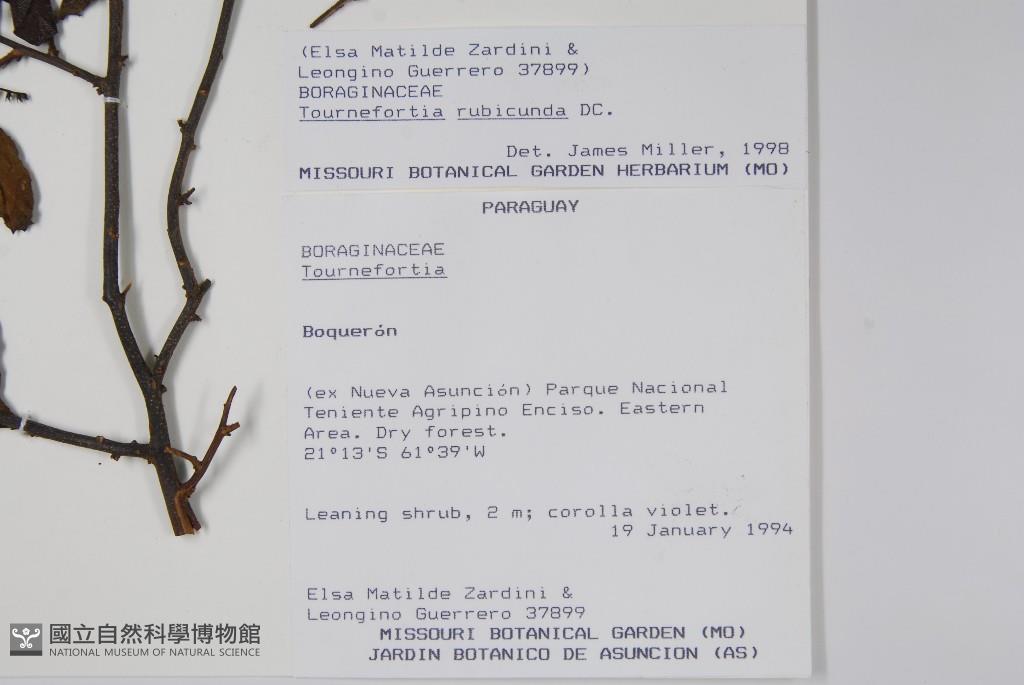 (Elsa Matilde Zardini &
Leongino Guerrero 37899)
BORAGINACEAE
Tournefortia rubicunda DC.
Det. James Miller, 1998
MISSOURI BOTANICAL GARDEN HERBARIUM (MO)
PARAGUAY
BORAGINACEAE
Tournefortia
Boquerón
(ex Nueva Asunción) Parque Nacional
Teniente Agripino Enciso. Eastern
Area. Dry forest.
21°13'S 61°39'W
Leaning shrub, 2 m; corolla violet.
19 January 1994
Elsa Matilde Zardini &
Leongino Guerrero 37899
MISSOURI BOTANICAL GARDEN (MO)
JARDIN BOTANICO DE ASUNCION (AS)
國立自然科學博物館
NATIONAL MUSEUM OF NATURAL SCIENCE